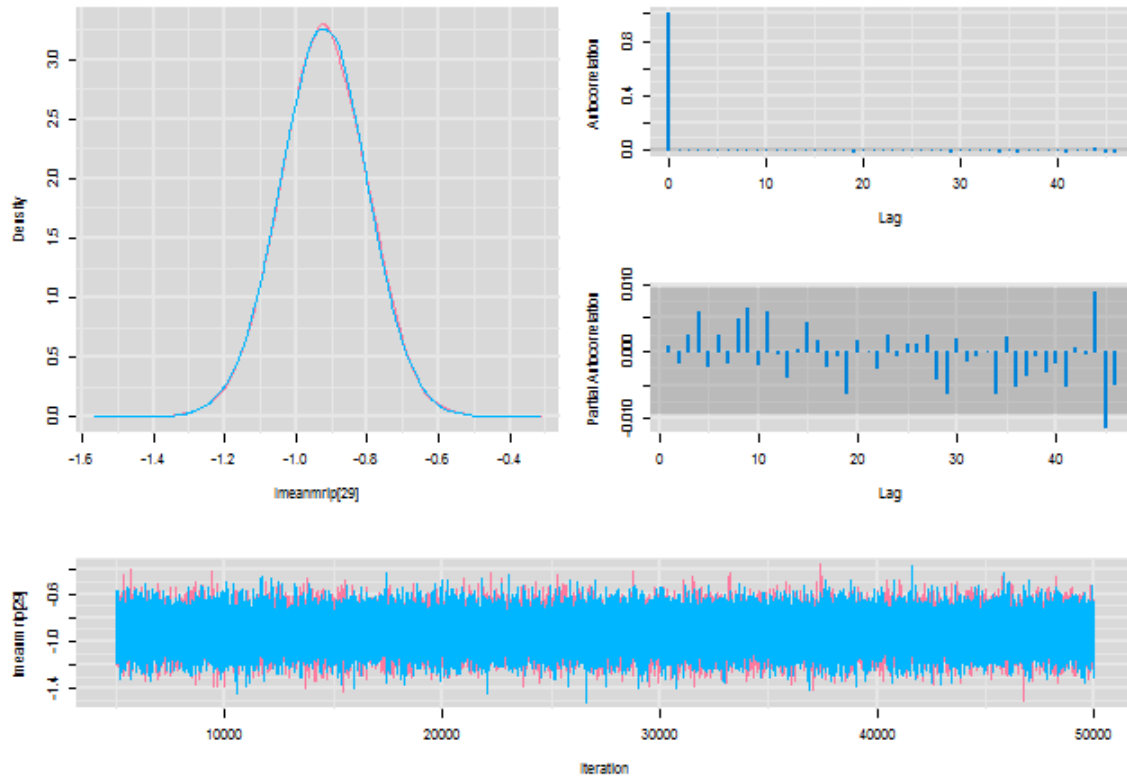 Density
0.0 0.5 1.0 1.5 2.0 2.5 3.0
−1.6 −1.4 −1.2 −1.0 −0.8 −0.6 −0.4
lmeanmrip[29]
Autocorrelation
0.0 0.4 0.8
0 10 20 30 40
Lag
Partial Autocorrelation
−0.010 0.000 0.010
0 10 20 30 40
Lag
lmeanmrip[29]
−1.4 −1.0 −0.6
10000 20000 30000 40000 50000
Iteration